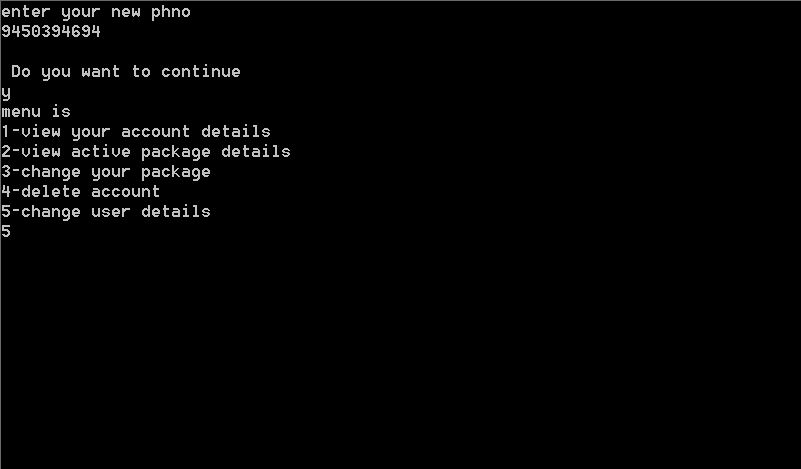 enter your new phno
9450394694
Do you want to continue
y
menu is
1-view your account details
2-view active package details
3-change your package
4-delete account
5-change user details
5